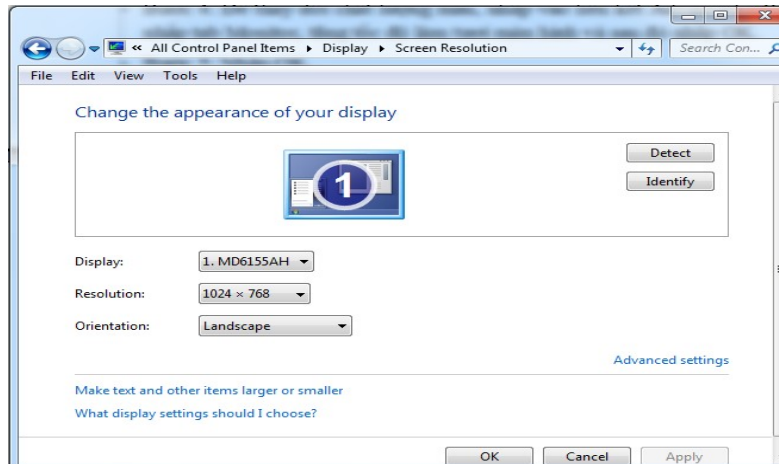 « All Control Panel Items ▸ Display ▸ Screen Resolution
Search Con...
File Edit View Tools Help
Change the appearance of your display
1
Detect
Identify
Display: 1. MD6155AH
Resolution: 1024 × 768
Orientation: Landscape
Advanced settings
Make text and other items larger or smaller
What display settings should I choose?
OK Cancel Apply